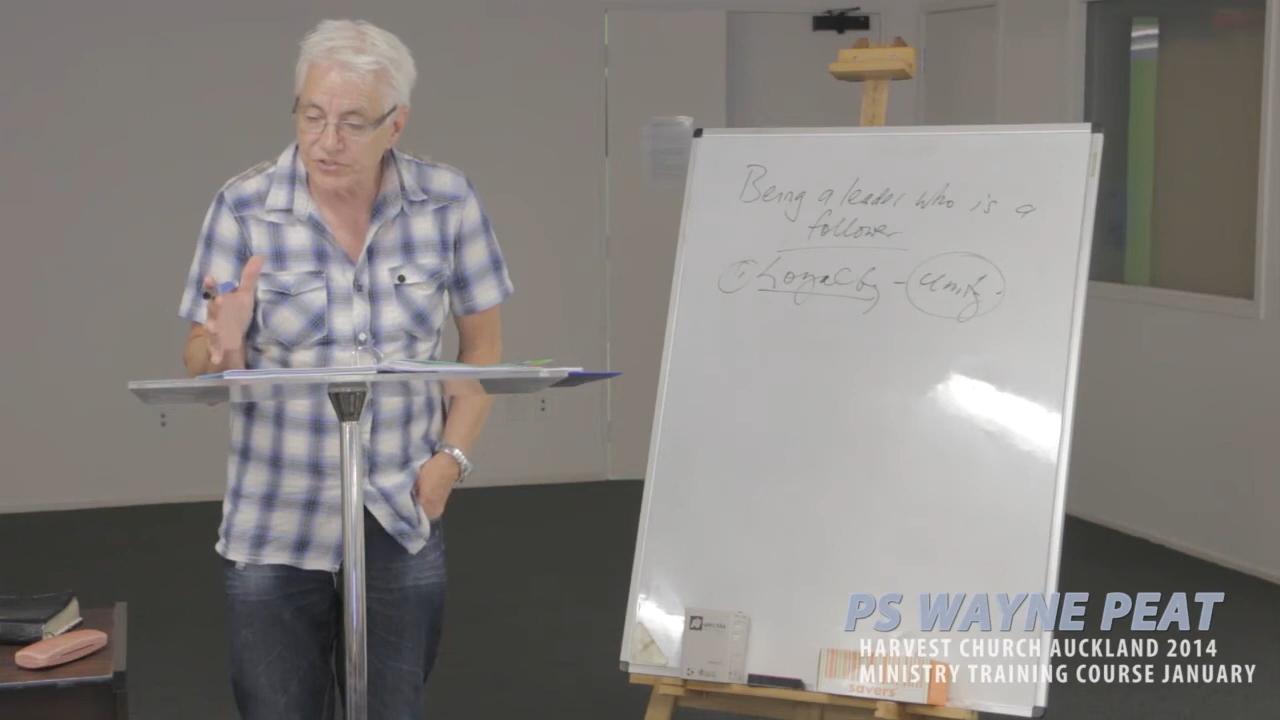 Being a leader who is a
follower
① Loyalty - Unity
savers
PS WAYNE PEAT
HARVEST CHURCH AUCKLAND 2014
MINISTRY TRAINING COURSE JANUARY